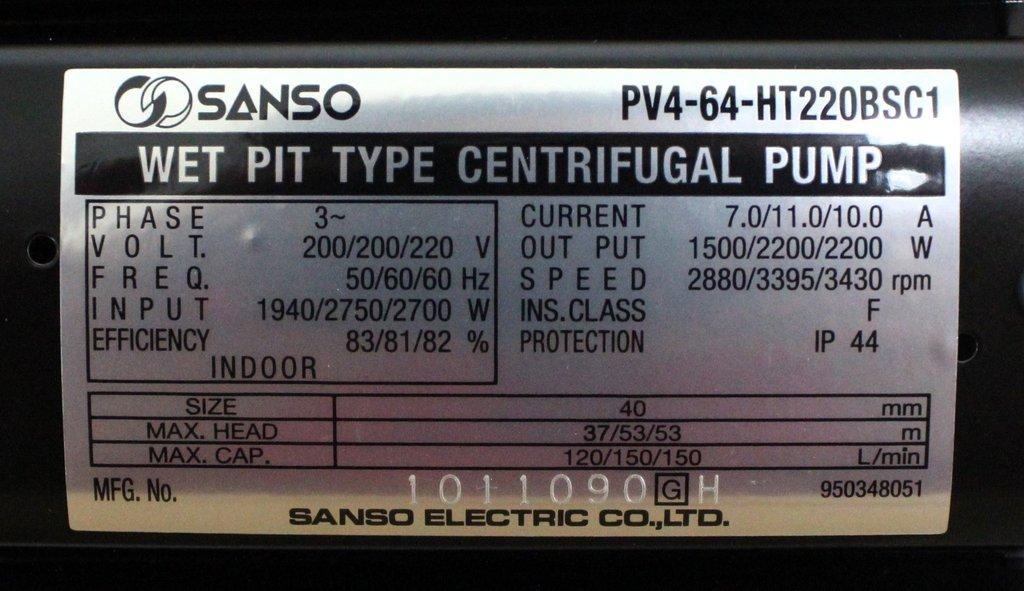 SANSO PV4-64-HT220BSC1
WET PIT TYPE CENTRIFUGAL PUMP
PHASE 3~
VOLT. 200/200/220 V
FREQ. 50/60/60 Hz
INPUT 1940/2750/2700 W
EFFICIENCY 83/81/82 %
INDOOR
CURRENT 7.0/11.0/10.0 A
OUT PUT 1500/2200/2200 W
SPEED 2880/3395/3430 rpm
INS.CLASS F
PROTECTION IP 44
SIZE 40 mm
MAX. HEAD 37/53/53 m
MAX. CAP. 120/150/150 L/min
MFG. No. 1011090 G H 950348051
SANSO ELECTRIC CO.,LTD.